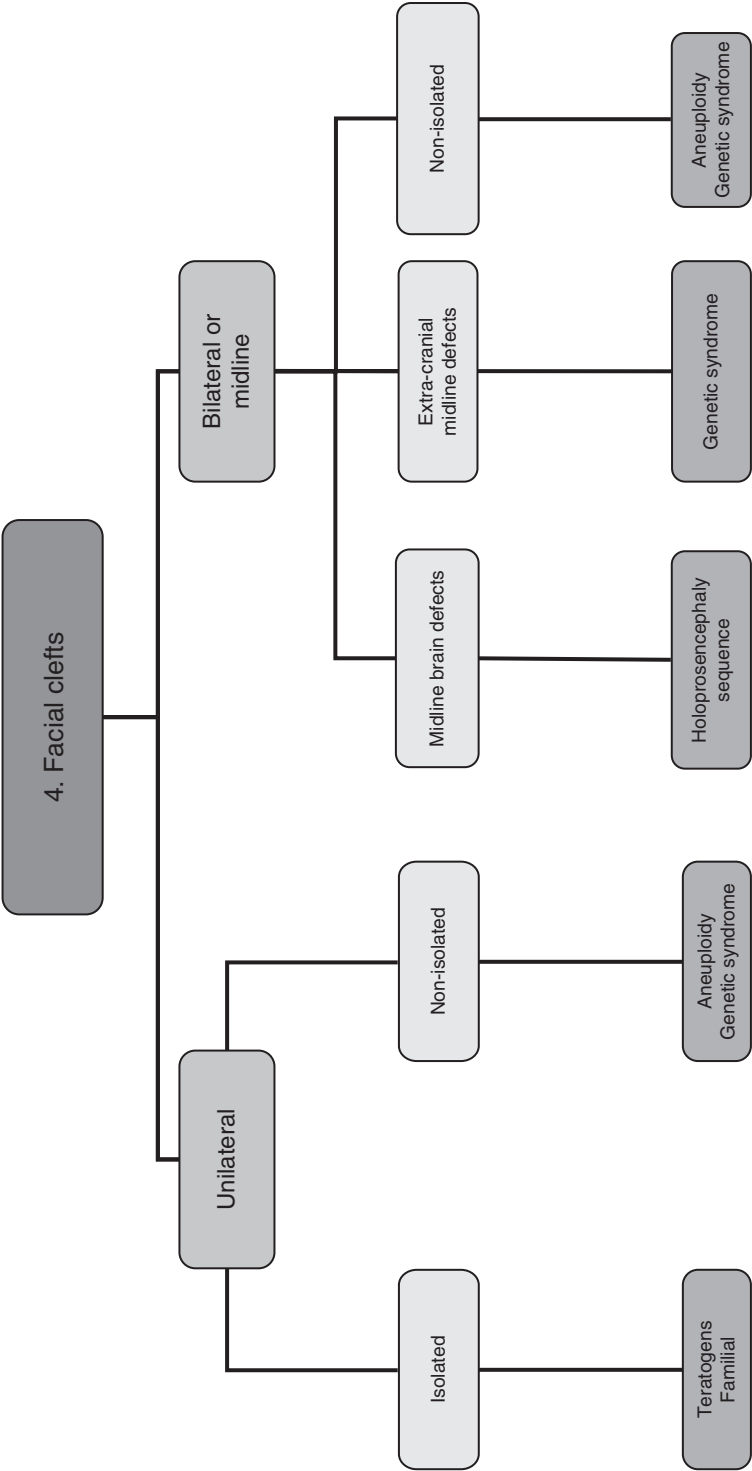 4. Facial clefts
Unilateral
Bilateral or
midline
Isolated
Non-isolated
Midline brain defects
Extra-cranial
midline defects
Non-isolated
Teratogens
Familial
Aneuploidy
Genetic syndrome
Holoprosencephaly
sequence
Genetic syndrome
Aneuploidy
Genetic syndrome